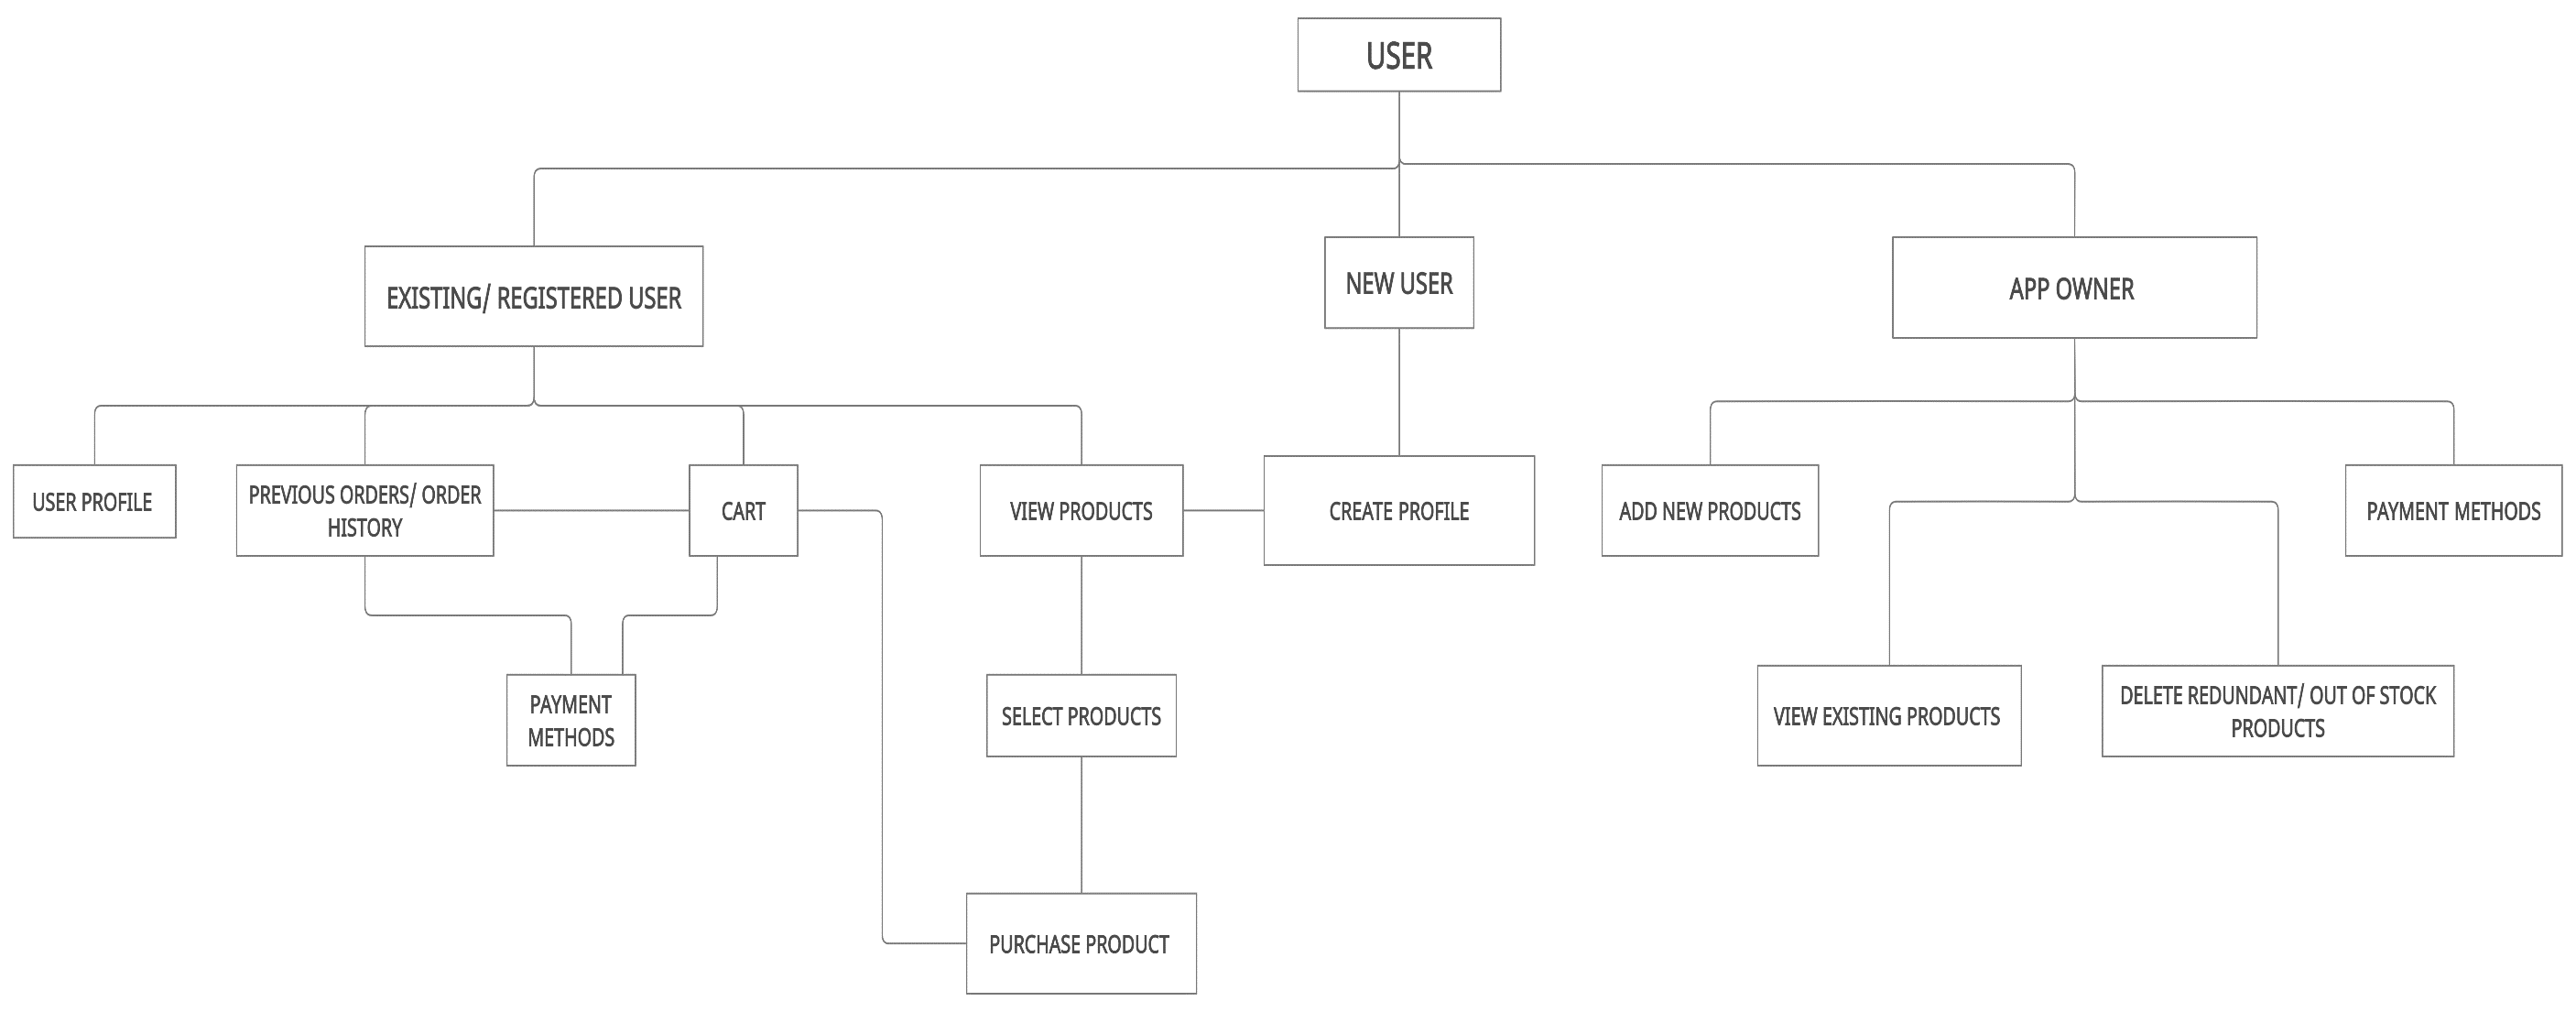 USER
EXISTING/ REGISTERED USER
NEW USER
APP OWNER
USER PROFILE
PREVIOUS ORDERS/ ORDER
HISTORY
CART
VIEW PRODUCTS
CREATE PROFILE
ADD NEW PRODUCTS
PAYMENT METHODS
PAYMENT
METHODS
SELECT PRODUCTS
VIEW EXISTING PRODUCTS
DELETE REDUNDANT/ OUT OF STOCK
PRODUCTS
PURCHASE PRODUCT